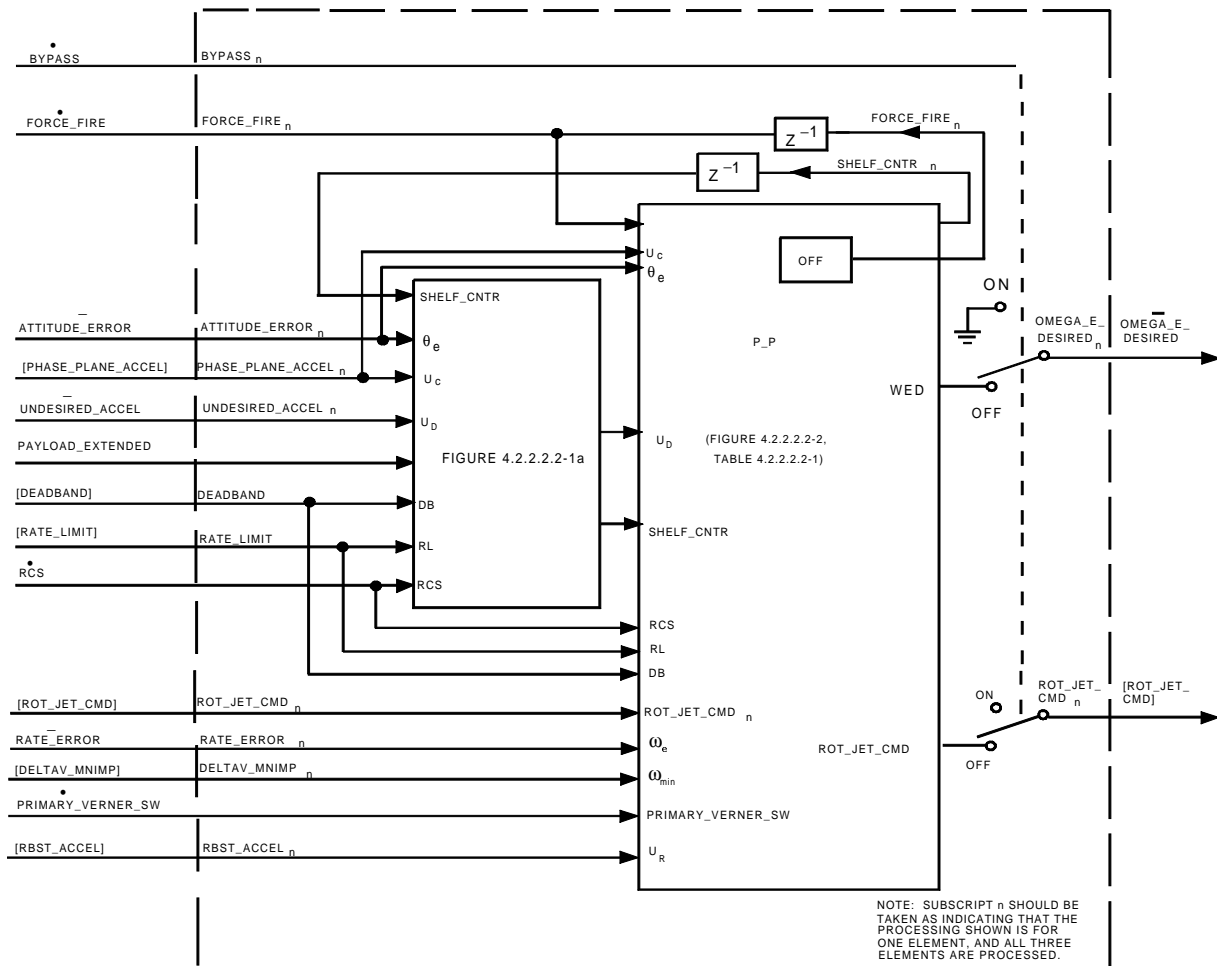 BYPASS BYPASS n
FORCE_FIRE FORCE_FIRE n
z −1 FORCE_FIRE n
z −1 SHELF_CNTR n
U c
θ e
OFF
SHELF_CNTR
ON
ATTITUDE_ERROR ATTITUDE_ERROR n
θ e
P_P
OMEGA_E_
DESIRED n
OMEGA_E_
DESIRED
[PHASE_PLANE_ACCEL] PHASE_PLANE_ACCEL n
U c
WED
OFF
UNDESIRED_ACCEL UNDESIRED_ACCEL n
U D
U D
(FIGURE 4.2.2.2.2-2,
TABLE 4.2.2.2.2-1)
PAYLOAD_EXTENDED
FIGURE 4.2.2.2.2-1a
[DEADBAND] DEADBAND
DB
[RATE_LIMIT] RATE_LIMIT
RL
SHELF_CNTR
RCS
RCS
RCS
RL
DB
[ROT_JET_CMD] ROT_JET_CMD n
ROT_JET_CMD n
ON
ROT_JET_
CMD n
[ROT_JET_
CMD]
RATE_ERROR RATE_ERROR n
ω e
ROT_JET_CMD
OFF
[DELTAV_MNIMP] DELTAV_MNIMP n
ω min
PRIMARY_VERNER_SW
PRIMARY_VERNER_SW
[RBST_ACCEL] RBST_ACCEL n
U R
NOTE: SUBSCRIPT n SHOULD BE
TAKEN AS INDICATING THAT THE
PROCESSING SHOWN IS FOR
ONE ELEMENT, AND ALL THREE
ELEMENTS ARE PROCESSED.